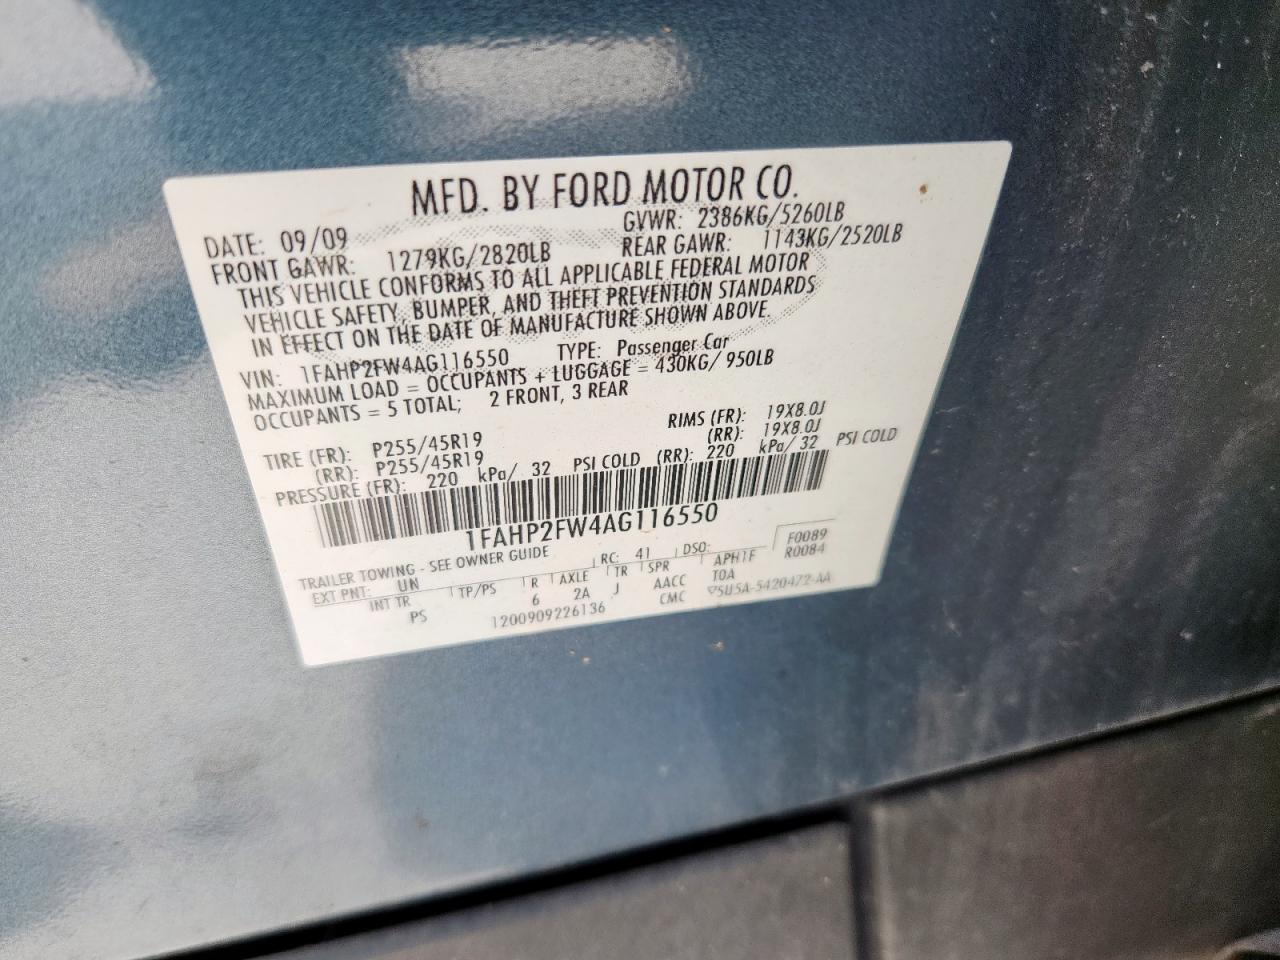 MFD. BY FORD MOTOR CO.
DATE: 09/09 GVWR: 2386KG/5260LB
FRONT GAWR: 1279KG/2820LB REAR GAWR: 1143KG/2520LB
THIS VEHICLE CONFORMS TO ALL APPLICABLE FEDERAL MOTOR
VEHICLE SAFETY, BUMPER, AND THEFT PREVENTION STANDARDS
IN EFFECT ON THE DATE OF MANUFACTURE SHOWN ABOVE.
VIN: 1FAHP2FW4AG116550 TYPE: Passenger Car
MAXIMUM LOAD = OCCUPANTS + LUGGAGE = 430KG/ 950LB
OCCUPANTS = 5 TOTAL; 2 FRONT, 3 REAR
TIRE (FR): P255/45R19 RIMS (FR): 19X8.0J
(RR): P255/45R19 (RR): 19X8.0J
PRESSURE (FR): 220 kPa/ 32 PSI COLD (RR): 220 kPa/ 32 PSI COLD
1FAHP2FW4AG116550
TRAILER TOWING - SEE OWNER GUIDE RC: 41 DSO: F0089
EXT PNT: UN R0084
INT TR TP/PS R AXLE TR SPR APH1F
PS 6 2A J AACC TOA
1200909226136 CMC 5U5A-5420472-AA